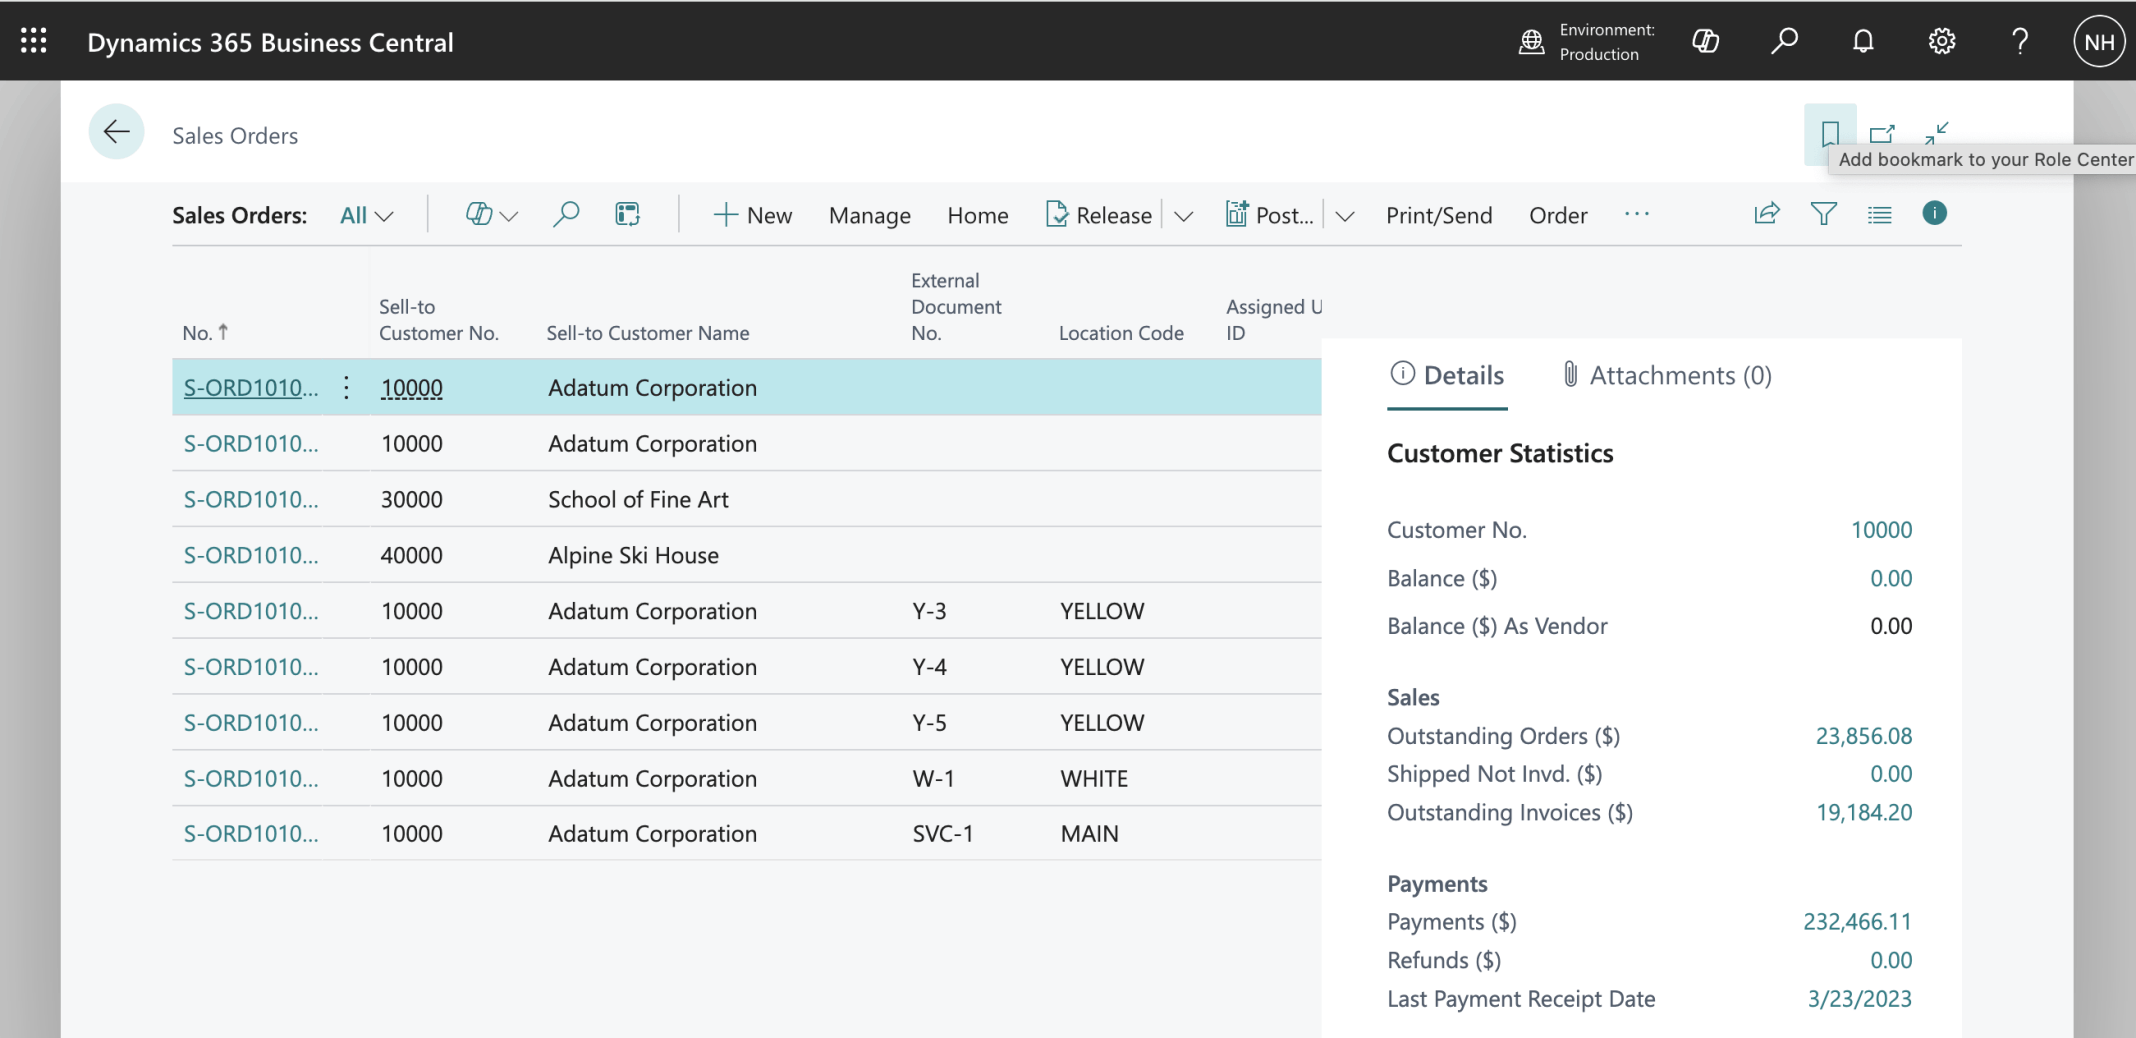 Dynamics 365 Business Central
Environment:
Production
NH
Sales Orders
Add bookmark to your Role Center
Sales Orders:
All
New
Manage
Home
Release
Post...
Print/Send
Order
...
No. ↑
Sell-to
Customer No.
Sell-to Customer Name
External
Document
No.
Location Code
Assigned U
ID
S-ORD1010... 10000 Adatum Corporation
S-ORD1010... 10000 Adatum Corporation
S-ORD1010... 30000 School of Fine Art
S-ORD1010... 40000 Alpine Ski House
S-ORD1010... 10000 Adatum Corporation Y-3 YELLOW
S-ORD1010... 10000 Adatum Corporation Y-4 YELLOW
S-ORD1010... 10000 Adatum Corporation Y-5 YELLOW
S-ORD1010... 10000 Adatum Corporation W-1 WHITE
S-ORD1010... 10000 Adatum Corporation SVC-1 MAIN
Details
Attachments (0)
Customer Statistics
Customer No. 10000
Balance ($) 0.00
Balance ($) As Vendor 0.00
Sales
Outstanding Orders ($) 23,856.08
Shipped Not Invd. ($) 0.00
Outstanding Invoices ($) 19,184.20
Payments
Payments ($) 232,466.11
Refunds ($) 0.00
Last Payment Receipt Date 3/23/2023